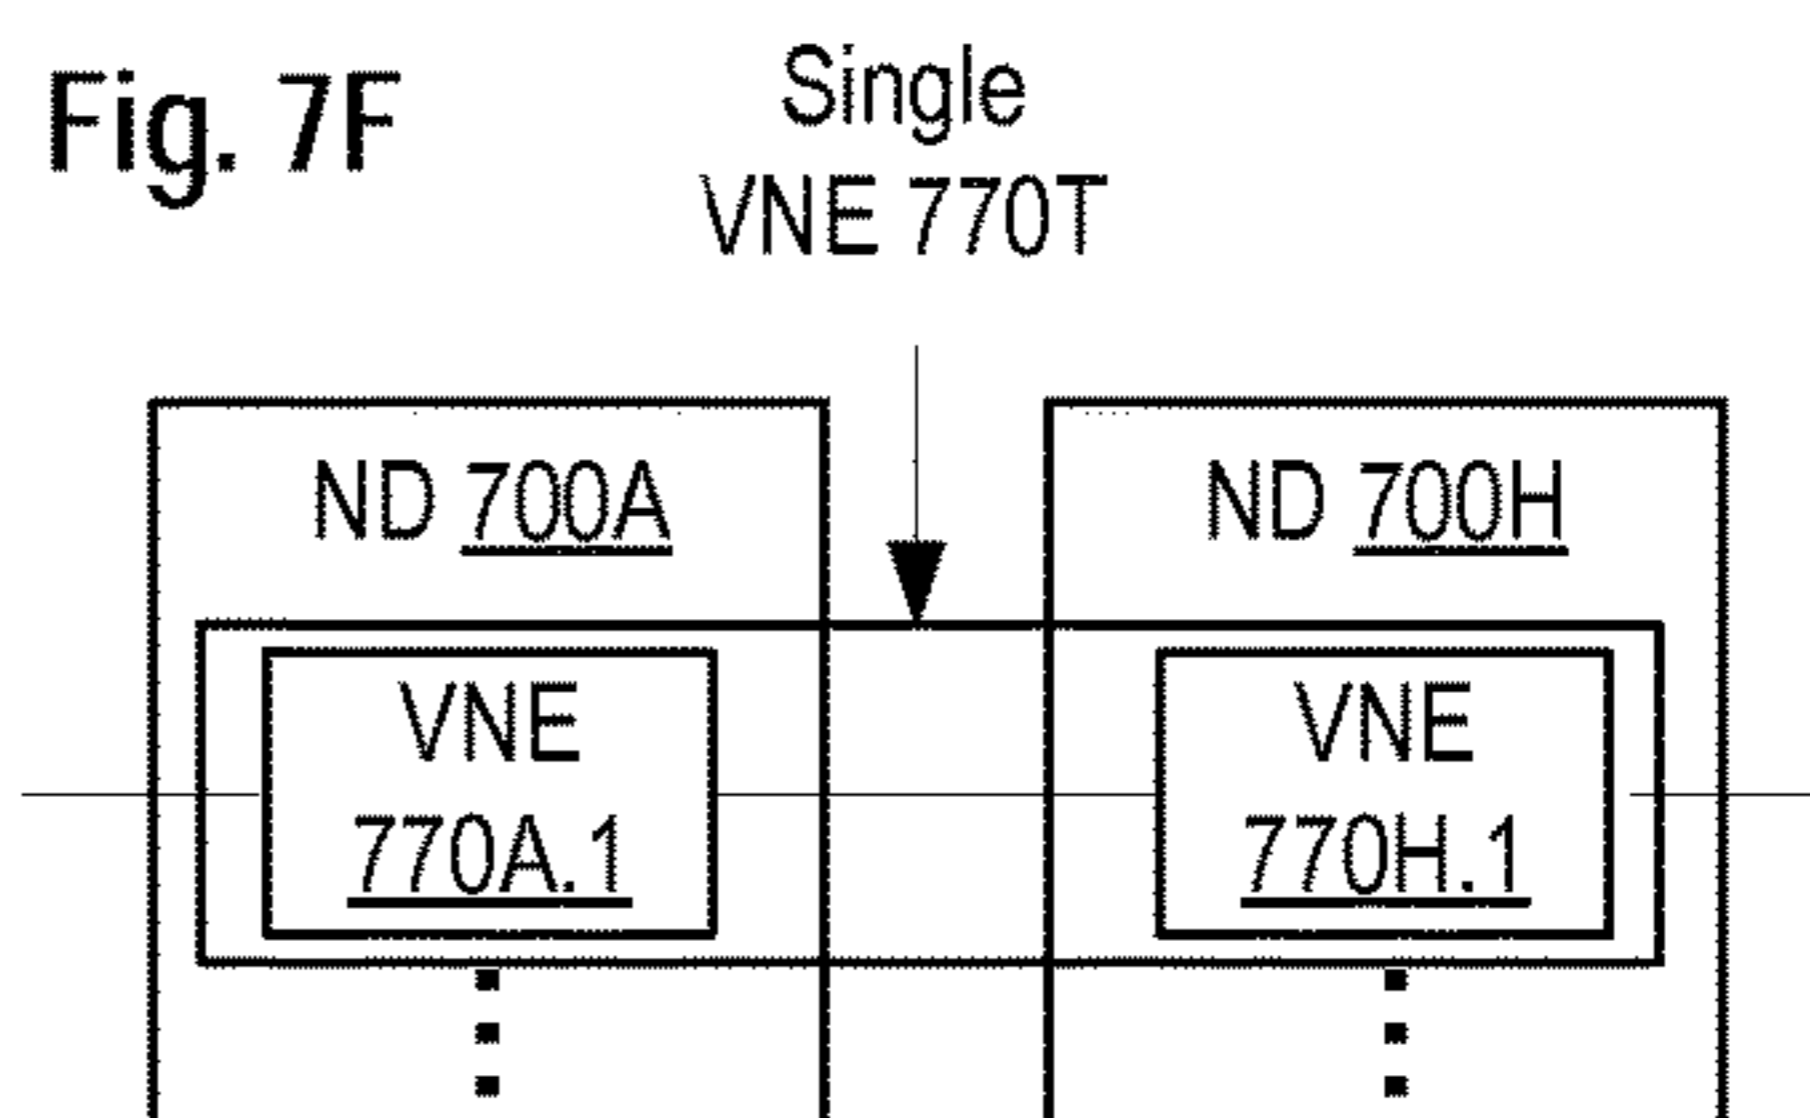 Fig. 7F
Single
VNE 770T
ND 700A
ND 700H
VNE
770A.1
VNE
770H.1